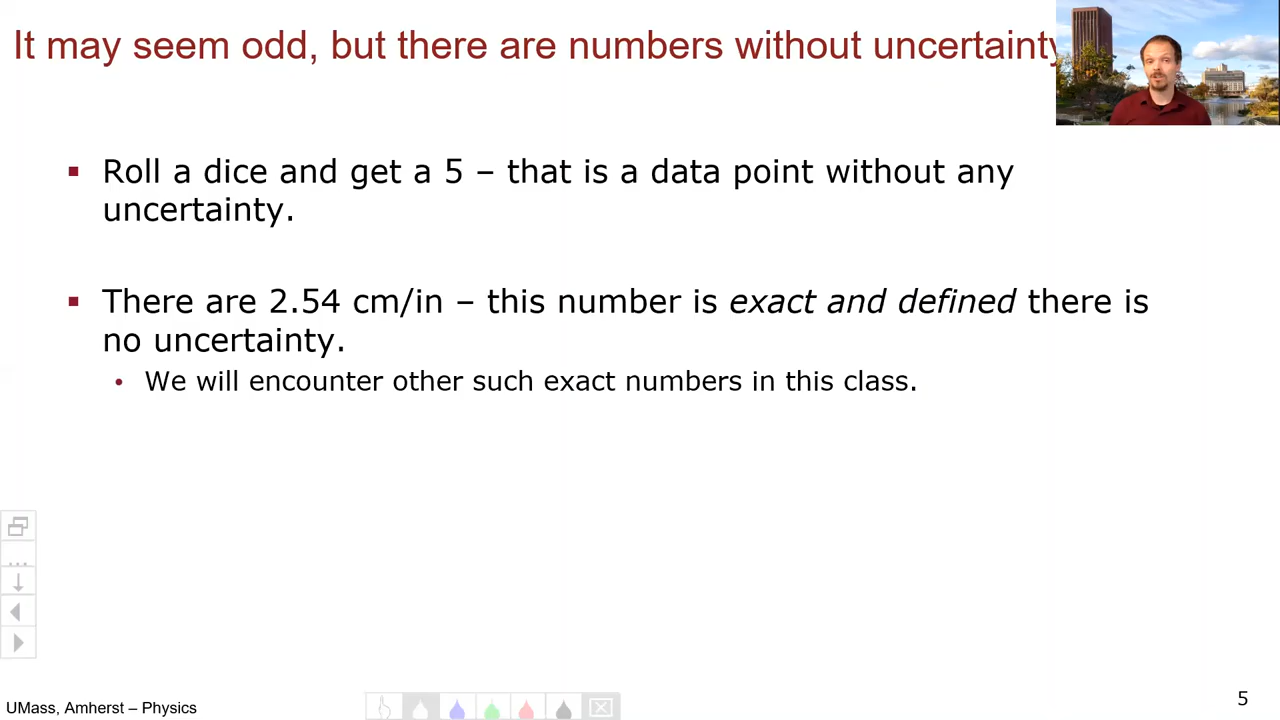 It may seem odd, but there are numbers without uncertainty
Roll a dice and get a 5 – that is a data point without any
uncertainty.
There are 2.54 cm/in – this number is exact and defined there is
no uncertainty.
We will encounter other such exact numbers in this class.
UMass, Amherst – Physics
5